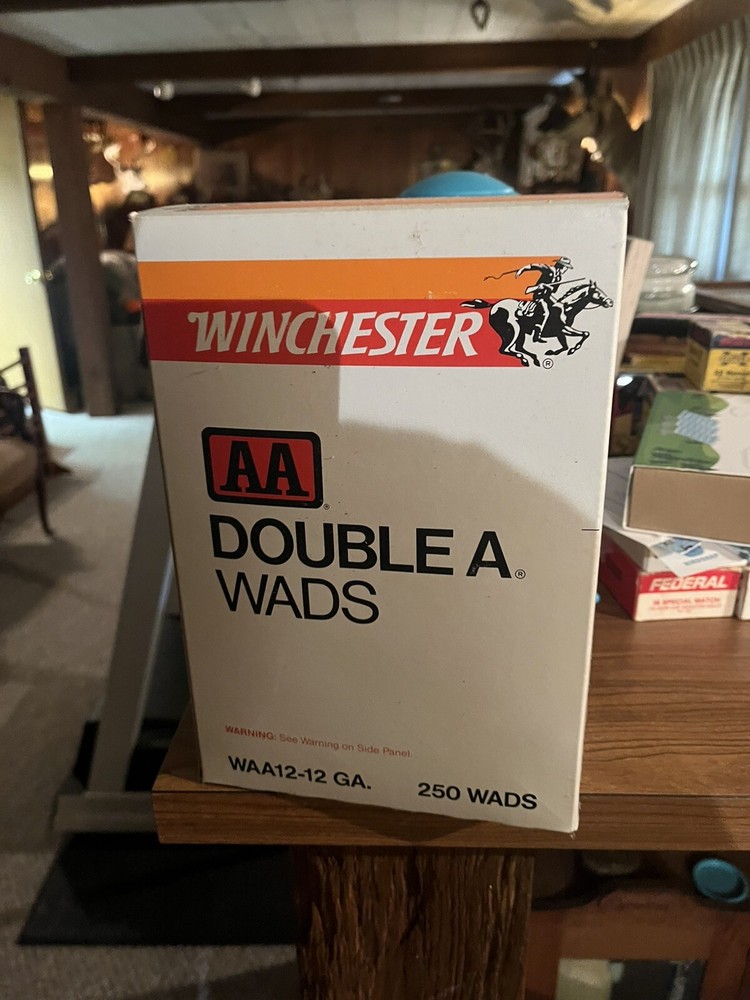 WINCHESTER
®
AA
®
DOUBLE A®
WADS
WARNING: See Warning on Side Panel.
WAA12-12 GA.
250 WADS
FEDERAL